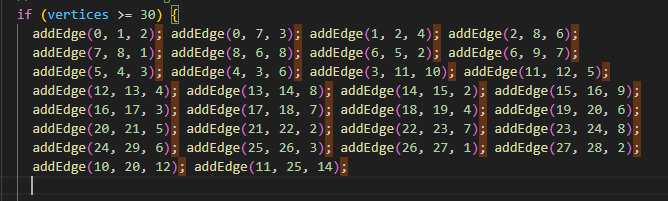 if (vertices >= 30) {
addEdge(0, 1, 2); addEdge(0, 7, 3); addEdge(1, 2, 4); addEdge(2, 8, 6);
addEdge(7, 8, 1); addEdge(8, 6, 8); addEdge(6, 5, 2); addEdge(6, 9, 7);
addEdge(5, 4, 3); addEdge(4, 3, 6); addEdge(3, 11, 10); addEdge(11, 12, 5);
addEdge(12, 13, 4); addEdge(13, 14, 8); addEdge(14, 15, 2); addEdge(15, 16, 9);
addEdge(16, 17, 3); addEdge(17, 18, 7); addEdge(18, 19, 4); addEdge(19, 20, 6);
addEdge(20, 21, 5); addEdge(21, 22, 2); addEdge(22, 23, 7); addEdge(23, 24, 8);
addEdge(24, 29, 6); addEdge(25, 26, 3); addEdge(26, 27, 1); addEdge(27, 28, 2);
addEdge(10, 20, 12); addEdge(11, 25, 14);